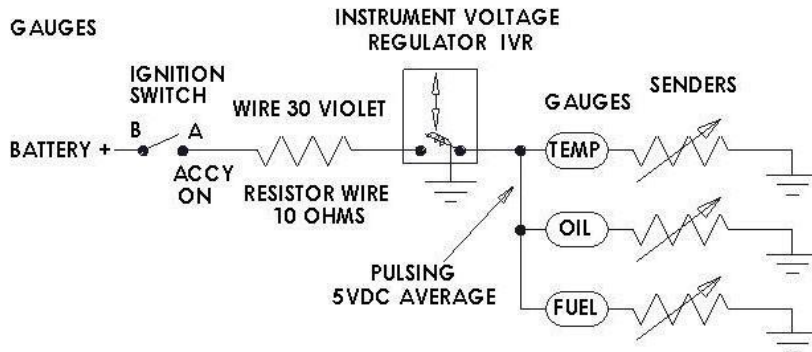 GAUGES
INSTRUMENT VOLTAGE
REGULATOR IVR
IGNITION
SWITCH
WIRE 30 VIOLET
GAUGES
SENDERS
B
A
BATTERY +
TEMP
ACCY
ON
RESISTOR WIRE
10 OHMS
OIL
PULSING
5VDC AVERAGE
FUEL